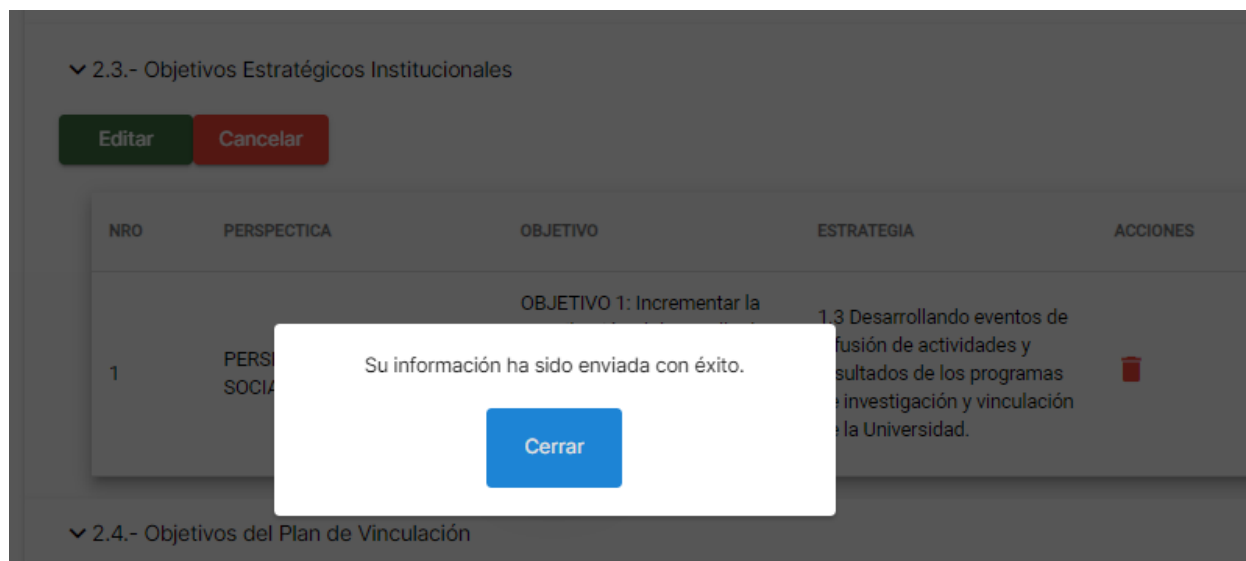 2.3.- Objetivos Estratégicos Institucionales
Editar Cancelar
NRO PERSPECTICA OBJETIVO ESTRATEGIA ACCIONES
OBJETIVO 1: Incrementar la
1.3 Desarrollando eventos de
fusión de actividades y
sultados de los programas
investigación y vinculación
la Universidad.
1
PERS
SOCIA
Su información ha sido enviada con éxito.
Cerrar
2.4.- Objetivos del Plan de Vinculación